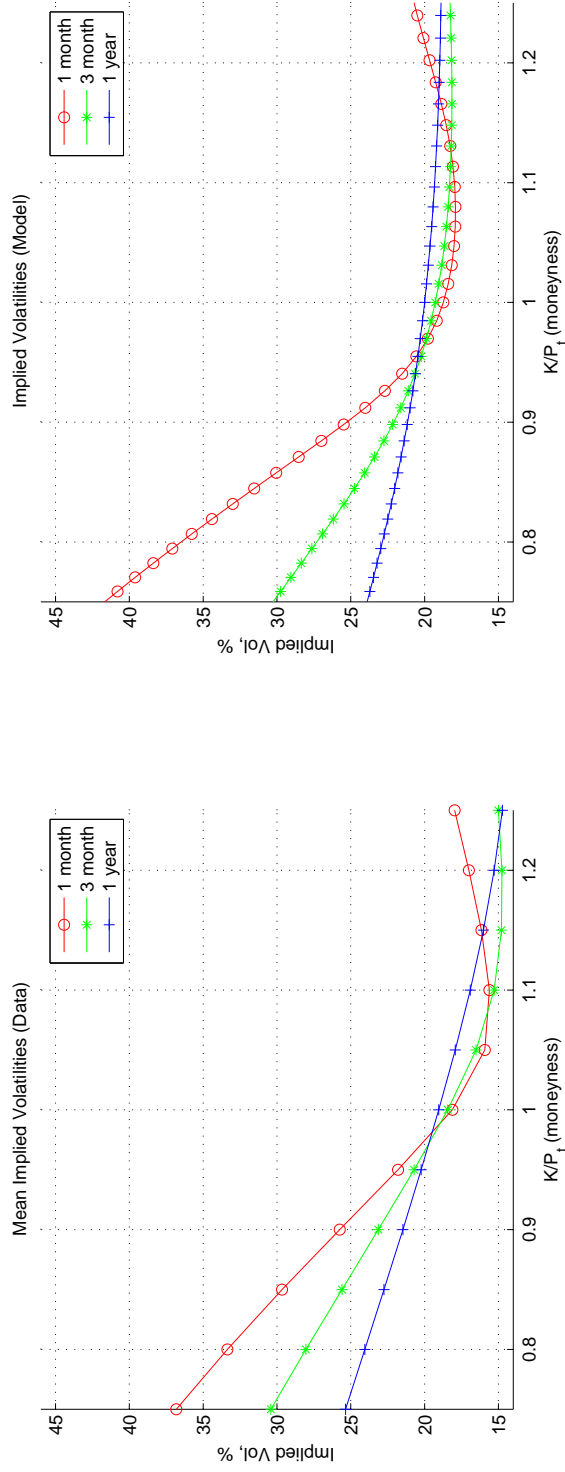 Mean Implied Volatilities (Data)
Implied Vol, %
45
40
35
30
25
20
15
0.8
0.9
1
1.1
1.2
K/Pt (moneyness)
1 month
3 month
1 year
Implied Volatilities (Model)
Implied Vol, %
45
40
35
30
25
20
15
0.8
0.9
1
1.1
1.2
K/Pt (moneyness)
1 month
3 month
1 year